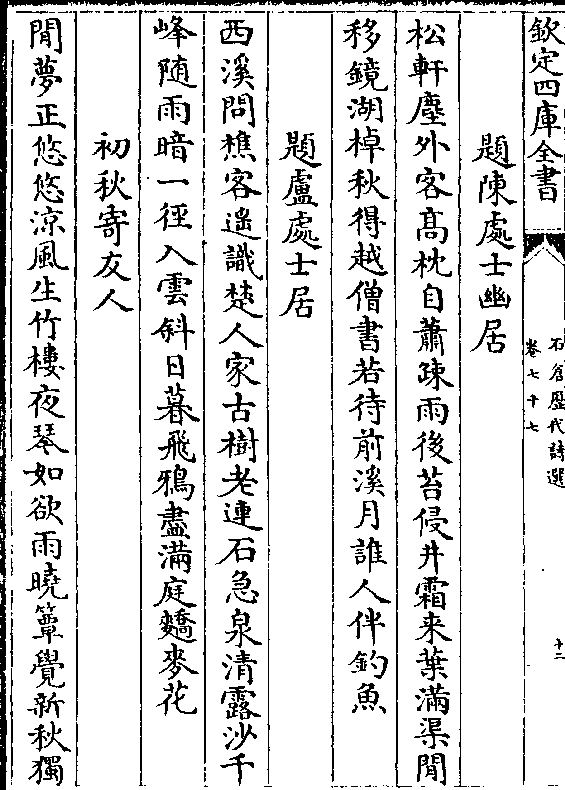 欽定四庫全書
石倉歷代詩選
卷七十七
十二
題陳處士幽居
松軒塵外客髙枕自蕭疎雨後苔侵井霜来葉滿渠閒
移鏡湖棹秋得越僧書若待前溪月誰人伴釣魚
題盧處士居
西溪問樵客遙識楚人家古樹老連石急泉清露沙千
峰随雨暗一徑入雲斜日暮飛鴉盡滿庭蕎麥花
初秋寄友人
閒夢正悠悠涼風生竹樓夜琴如欲雨曉簟覺新秋獨